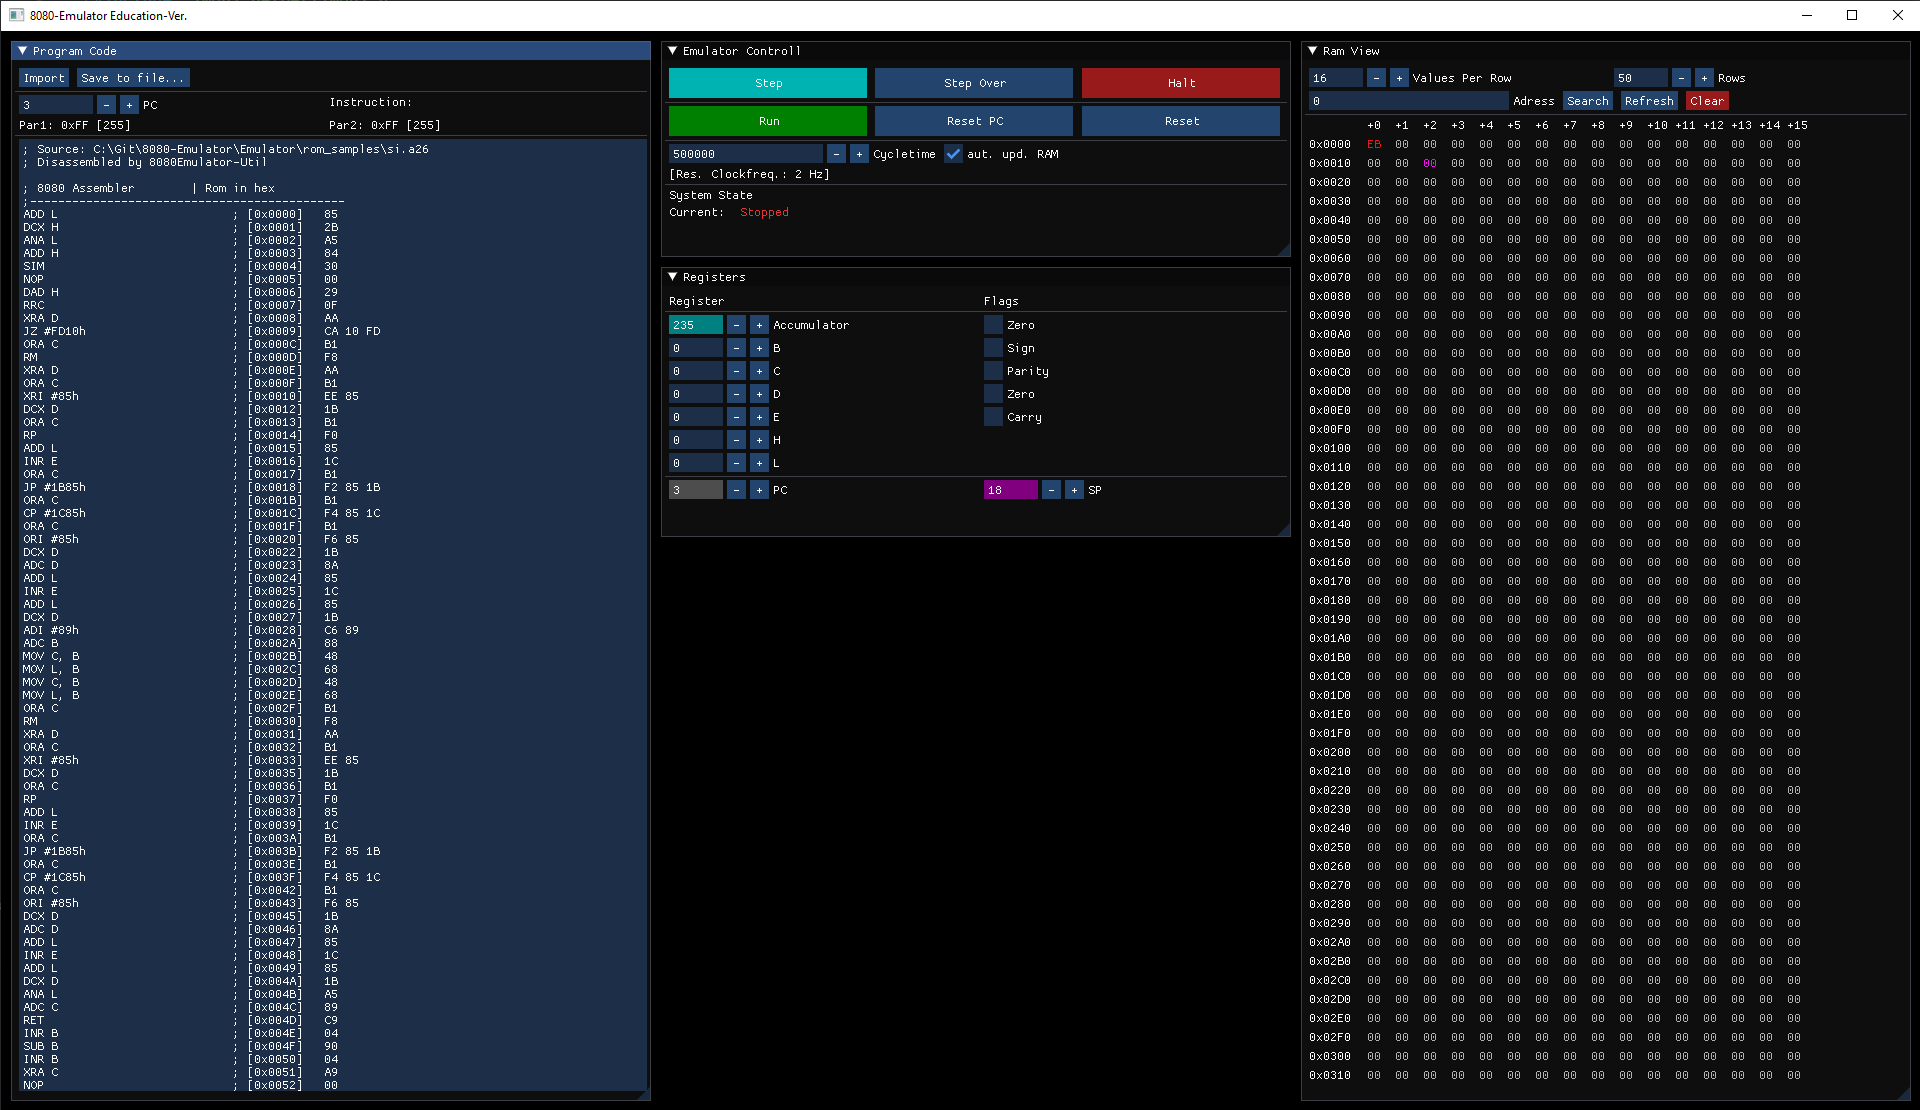 8080-Emulator Education-Ver.
Program Code
Import Save to file...
3 - + PC Instruction:
Par1: 0xFF [255] Par2: 0xFF [255]
; Source: C:\Git\8080-Emulator\Emulator\rom_samples\si.a26
; Disassembled by 8080Emulator-Util
; 8080 Assembler | Rom in hex
;---------------------------------------------
ADD L ; [0x0000] 85
DCX H ; [0x0001] 2B
ANA L ; [0x0002] A5
ADD H ; [0x0003] 84
SIM ; [0x0004] 30
NOP ; [0x0005] 00
DAD H ; [0x0006] 29
RRC ; [0x0007] 0F
XRA D ; [0x0008] AA
JZ #FD10h ; [0x0009] CA 10 FD
ORA C ; [0x000C] B1
RM ; [0x000D] F8
XRA D ; [0x000E] AA
ORA C ; [0x000F] B1
XRI #85h ; [0x0010] EE 85
DCX D ; [0x0012] 1B
ORA C ; [0x0013] B1
RP ; [0x0014] F0
ADD L ; [0x0015] 85
INR E ; [0x0016] 1C
ORA C ; [0x0017] B1
JP #1B85h ; [0x0018] F2 85 1B
ORA C ; [0x001B] B1
CP #1C85h ; [0x001C] F4 85 1C
ORA C ; [0x001F] B1
ORI #85h ; [0x0020] F6 85
DCX D ; [0x0022] 1B
ADC D ; [0x0023] 8A
ADD L ; [0x0024] 85
INR E ; [0x0025] 1C
ADD L ; [0x0026] 85
DCX D ; [0x0027] 1B
ADI #89h ; [0x0028] C6 89
ADC B ; [0x002A] 88
MOV C, B ; [0x002B] 48
MOV L, B ; [0x002C] 68
MOV C, B ; [0x002D] 48
MOV L, B ; [0x002E] 68
ORA C ; [0x002F] B1
RM ; [0x0030] F8
XRA D ; [0x0031] AA
ORA C ; [0x0032] B1
XRI #85h ; [0x0033] EE 85
DCX D ; [0x0035] 1B
ORA C ; [0x0036] B1
RP ; [0x0037] F0
ADD L ; [0x0038] 85
INR E ; [0x0039] 1C
ORA C ; [0x003A] B1
JP #1B85h ; [0x003B] F2 85 1B
ORA C ; [0x003E] B1
CP #1C85h ; [0x003F] F4 85 1C
ORA C ; [0x0042] B1
ORI #85h ; [0x0043] F6 85
DCX D ; [0x0045] 1B
ADC D ; [0x0046] 8A
ADD L ; [0x0047] 85
INR E ; [0x0048] 1C
ADD L ; [0x0049] 85
DCX D ; [0x004A] 1B
ANA L ; [0x004B] A5
ADC C ; [0x004C] 89
RET ; [0x004D] C9
INR B ; [0x004E] 04
SUB B ; [0x004F] 90
INR B ; [0x0050] 04
XRA C ; [0x0051] A9
NOP ; [0x0052] 00
Emulator Controll
Step Step Over Halt
Run Reset PC Reset
500000 - + Cycletime aut. upd. RAM
[Res. Clockfreq.: 2 Hz]
System State
Current: Stopped
Registers
Register Flags
235 - + Accumulator Zero
0 - + B Sign
0 - + C Parity
0 - + D Zero
0 - + E Carry
0 - + H
0 - + L
3 - + PC 18 - + SP
Ram View
16 - + Values Per Row 50 - + Rows
0 Adress Search Refresh Clear
+0 +1 +2 +3 +4 +5 +6 +7 +8 +9 +10 +11 +12 +13 +14 +15
0x0000 EB 00 00 00 00 00 00 00 00 00 00 00 00 00 00 00
0x0010 00 00 00 00 00 00 00 00 00 00 00 00 00 00 00 00
0x0020 00 00 00 00 00 00 00 00 00 00 00 00 00 00 00 00
0x0030 00 00 00 00 00 00 00 00 00 00 00 00 00 00 00 00
0x0040 00 00 00 00 00 00 00 00 00 00 00 00 00 00 00 00
0x0050 00 00 00 00 00 00 00 00 00 00 00 00 00 00 00 00
0x0060 00 00 00 00 00 00 00 00 00 00 00 00 00 00 00 00
0x0070 00 00 00 00 00 00 00 00 00 00 00 00 00 00 00 00
0x0080 00 00 00 00 00 00 00 00 00 00 00 00 00 00 00 00
0x0090 00 00 00 00 00 00 00 00 00 00 00 00 00 00 00 00
0x00A0 00 00 00 00 00 00 00 00 00 00 00 00 00 00 00 00
0x00B0 00 00 00 00 00 00 00 00 00 00 00 00 00 00 00 00
0x00C0 00 00 00 00 00 00 00 00 00 00 00 00 00 00 00 00
0x00D0 00 00 00 00 00 00 00 00 00 00 00 00 00 00 00 00
0x00E0 00 00 00 00 00 00 00 00 00 00 00 00 00 00 00 00
0x00F0 00 00 00 00 00 00 00 00 00 00 00 00 00 00 00 00
0x0100 00 00 00 00 00 00 00 00 00 00 00 00 00 00 00 00
0x0110 00 00 00 00 00 00 00 00 00 00 00 00 00 00 00 00
0x0120 00 00 00 00 00 00 00 00 00 00 00 00 00 00 00 00
0x0130 00 00 00 00 00 00 00 00 00 00 00 00 00 00 00 00
0x0140 00 00 00 00 00 00 00 00 00 00 00 00 00 00 00 00
0x0150 00 00 00 00 00 00 00 00 00 00 00 00 00 00 00 00
0x0160 00 00 00 00 00 00 00 00 00 00 00 00 00 00 00 00
0x0170 00 00 00 00 00 00 00 00 00 00 00 00 00 00 00 00
0x0180 00 00 00 00 00 00 00 00 00 00 00 00 00 00 00 00
0x0190 00 00 00 00 00 00 00 00 00 00 00 00 00 00 00 00
0x01A0 00 00 00 00 00 00 00 00 00 00 00 00 00 00 00 00
0x01B0 00 00 00 00 00 00 00 00 00 00 00 00 00 00 00 00
0x01C0 00 00 00 00 00 00 00 00 00 00 00 00 00 00 00 00
0x01D0 00 00 00 00 00 00 00 00 00 00 00 00 00 00 00 00
0x01E0 00 00 00 00 00 00 00 00 00 00 00 00 00 00 00 00
0x01F0 00 00 00 00 00 00 00 00 00 00 00 00 00 00 00 00
0x0200 00 00 00 00 00 00 00 00 00 00 00 00 00 00 00 00
0x0210 00 00 00 00 00 00 00 00 00 00 00 00 00 00 00 00
0x0220 00 00 00 00 00 00 00 00 00 00 00 00 00 00 00 00
0x0230 00 00 00 00 00 00 00 00 00 00 00 00 00 00 00 00
0x0240 00 00 00 00 00 00 00 00 00 00 00 00 00 00 00 00
0x0250 00 00 00 00 00 00 00 00 00 00 00 00 00 00 00 00
0x0260 00 00 00 00 00 00 00 00 00 00 00 00 00 00 00 00
0x0270 00 00 00 00 00 00 00 00 00 00 00 00 00 00 00 00
0x0280 00 00 00 00 00 00 00 00 00 00 00 00 00 00 00 00
0x0290 00 00 00 00 00 00 00 00 00 00 00 00 00 00 00 00
0x02A0 00 00 00 00 00 00 00 00 00 00 00 00 00 00 00 00
0x02B0 00 00 00 00 00 00 00 00 00 00 00 00 00 00 00 00
0x02C0 00 00 00 00 00 00 00 00 00 00 00 00 00 00 00 00
0x02D0 00 00 00 00 00 00 00 00 00 00 00 00 00 00 00 00
0x02E0 00 00 00 00 00 00 00 00 00 00 00 00 00 00 00 00
0x02F0 00 00 00 00 00 00 00 00 00 00 00 00 00 00 00 00
0x0300 00 00 00 00 00 00 00 00 00 00 00 00 00 00 00 00
0x0310 00 00 00 00 00 00 00 00 00 00 00 00 00 00 00 00